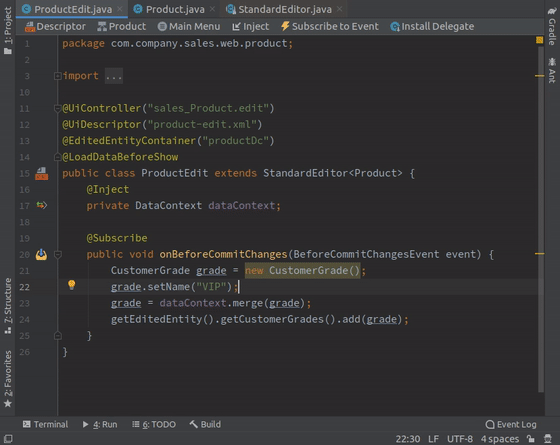 ProductEdit.java Product.java StandardEditor.java
Descriptor Product Main Menu Inject Subscribe to Event Install Delegate
1: Project
Gradle
Ant
1 package com.company.sales.web.product;
2
3 import ...
10
11 @UiController("sales_Product.edit")
12 @UiDescriptor("product-edit.xml")
13 @EditedEntityContainer("productDc")
14 @LoadDataBeforeShow
15 public class ProductEdit extends StandardEditor<Product> {
16 @Inject
17 private DataContext dataContext;
18
19 @Subscribe
20 public void onBeforeCommitChanges(BeforeCommitChangesEvent event) {
21 CustomerGrade grade = new CustomerGrade();
22 grade.setName("VIP");
23 grade = dataContext.merge(grade);
24 getEditedEntity().getCustomerGrades().add(grade);
25 }
26 }
7: Structure
2: Favorites
Terminal 4: Run 6: TODO Build Event Log
22:30 LF UTF-8 4 spaces